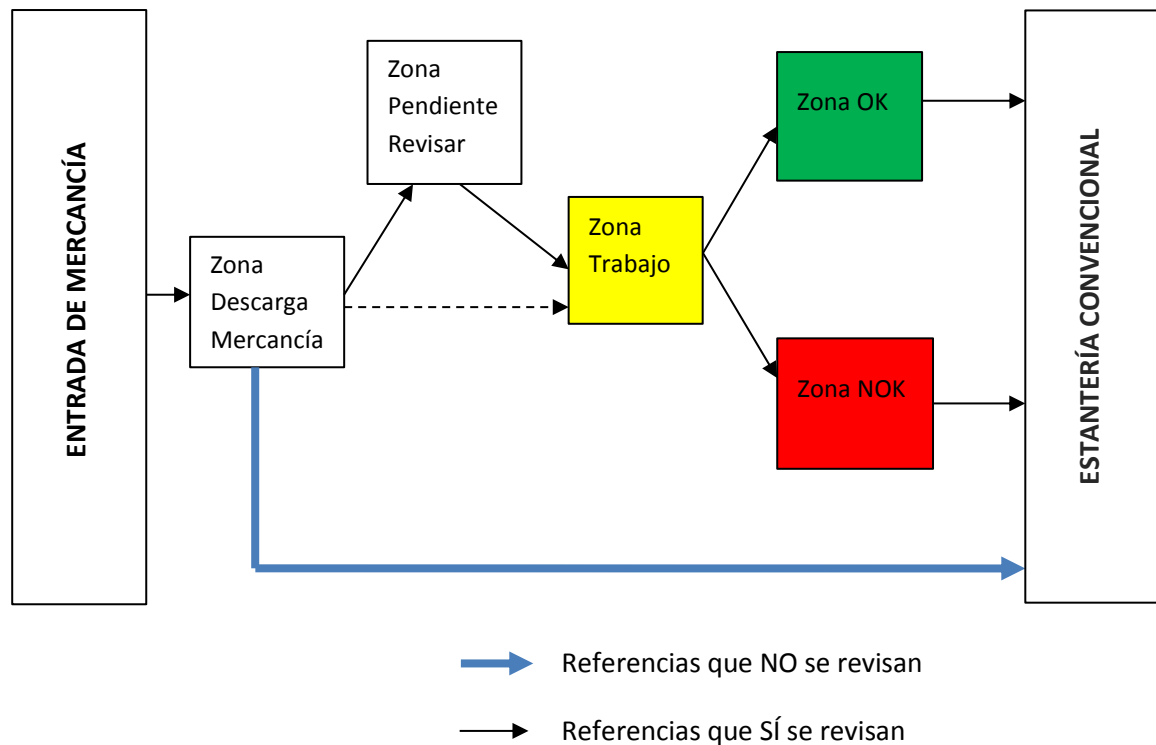 ENTRADA DE MERCANCÍA
Zona
Descarga
Mercancía
Zona
Pendiente
Revisar
Zona
Trabajo
Zona OK
Zona NOK
ESTANTERÍA CONVENCIONAL
Referencias que NO se revisan
Referencias que SÍ se revisan